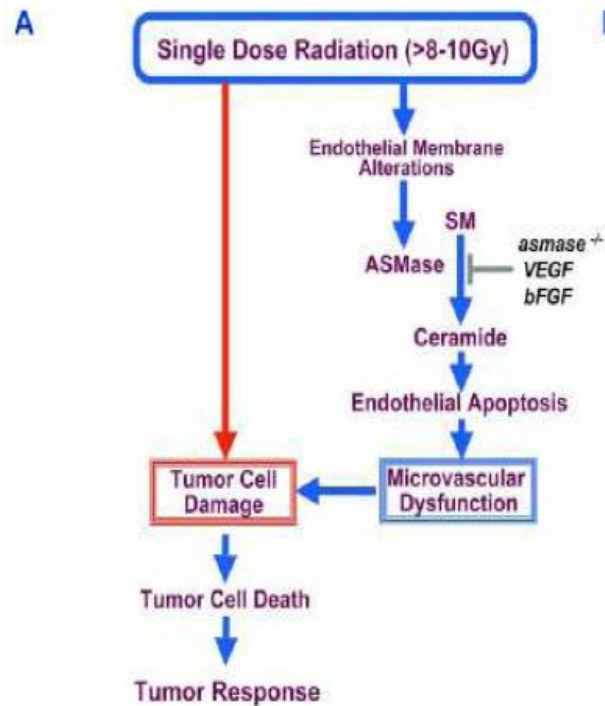 A
Single Dose Radiation (>8-10Gy)
Endothelial Membrane
Alterations
SM
asmase -/-
ASMase
VEGF
bFGF
Ceramide
Endothelial Apoptosis
Tumor Cell
Damage
Microvascular
Dysfunction
Tumor Cell Death
Tumor Response